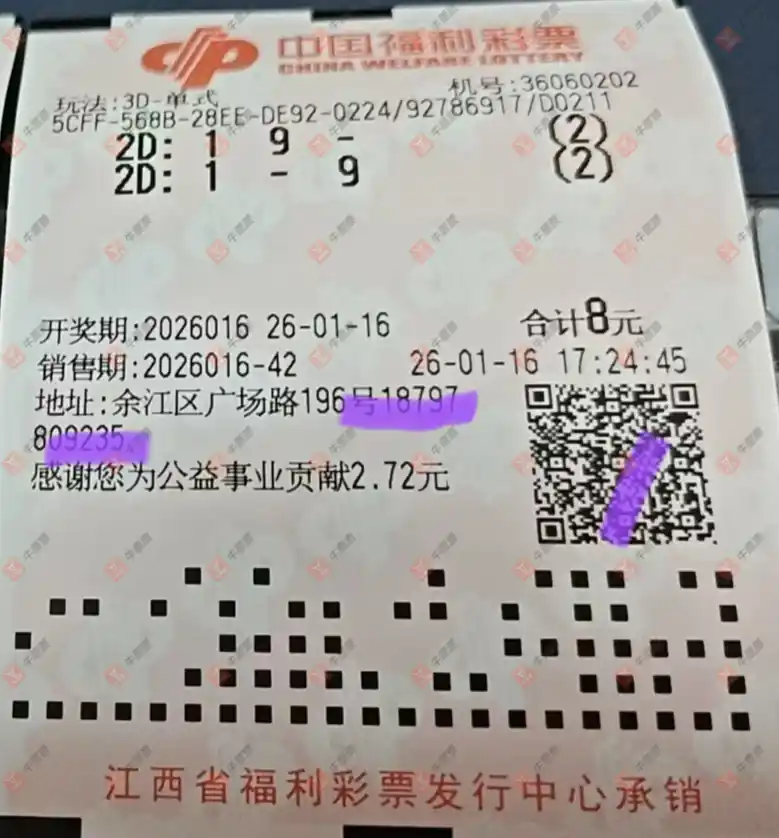 中国福利彩票
CHINA WELFARE LOTTERY
玩法:3D-单式 机号:36060202
5CFF-568B-28EE-DE92-0224/92786917/D0211
2D: 1 9 - (2)
2D: 1 - 9 (2)
开奖期:2026016 26-01-16 合计8元
销售期:2026016-42 26-01-16 17:24:45
地址:余江区广场路196号18797
809235
感谢您为公益事业贡献2.72元
江西省福利彩票发行中心承销